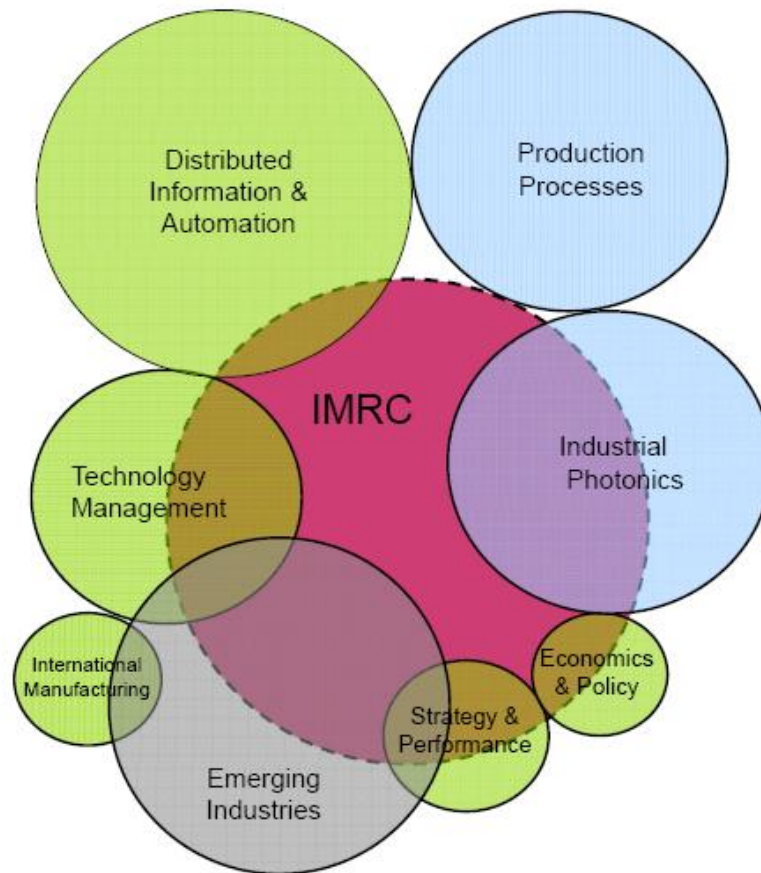 Distributed
Information &
Automation
Production
Processes
IMRC
Industrial
Photonics
Technology
Management
International
Manufacturing
Economics
& Policy
Strategy &
Performance
Emerging
Industries